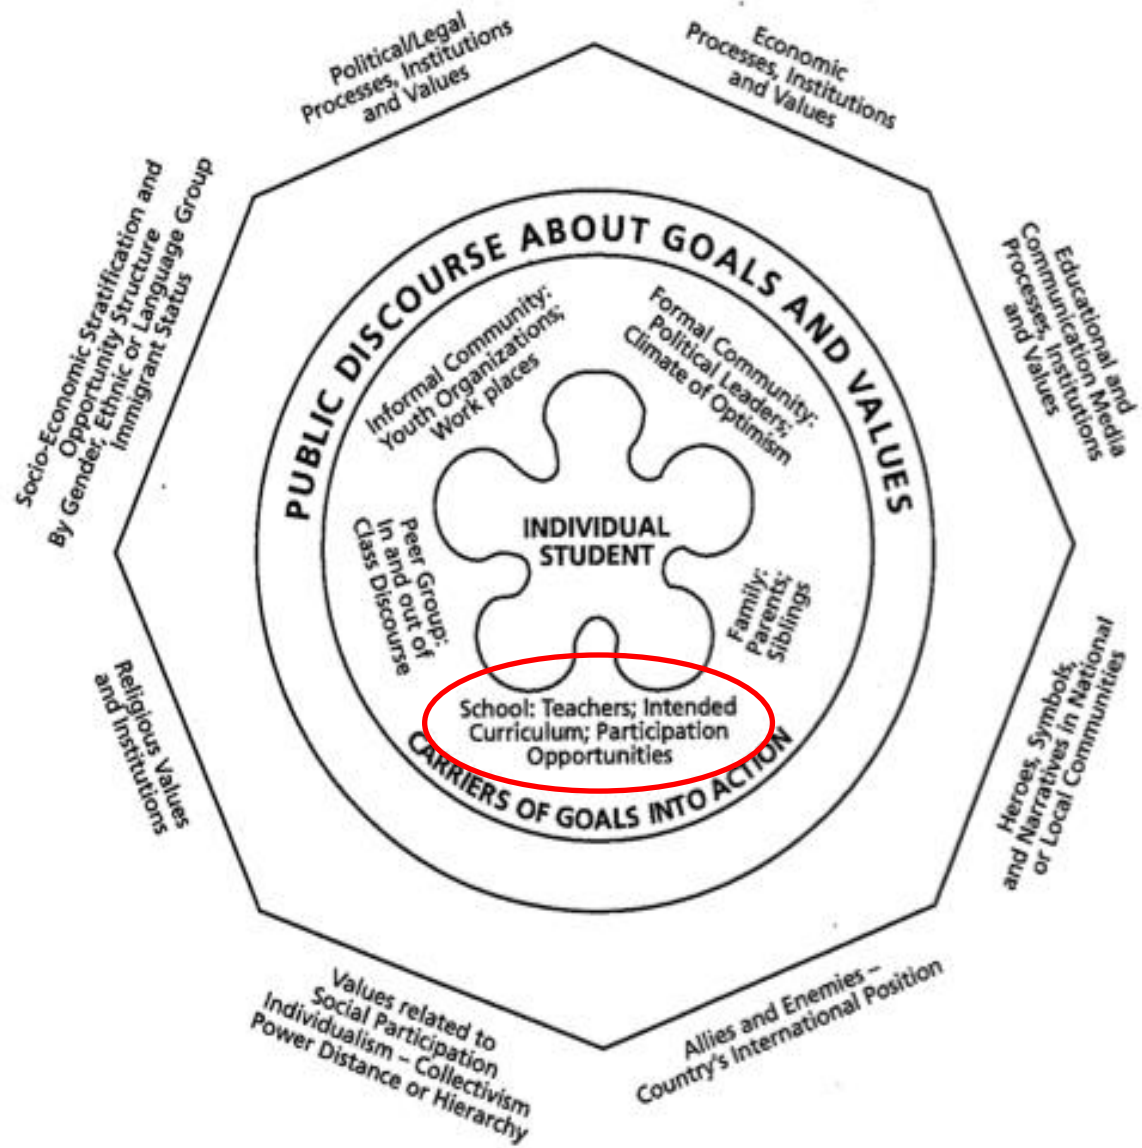 Political/Legal
Processes, Institutions
and Values
Economic
Processes, Institutions
and Values
Socio-Economic Stratification and
Opportunity Structure
By Gender, Ethnic or Language Group
Immigrant Status
Educational and
Communication Media
Processes, Institutions
and Values
PUBLIC DISCOURSE ABOUT GOALS AND VALUES
Informal Community:
Youth Organizations;
Work places
Formal Community:
Political Leaders;
Climate of Optimism
INDIVIDUAL
STUDENT
Peer Group:
In and out of
Class Discourse
Family:
Parents;
Siblings
School: Teachers; Intended
Curriculum; Participation
Opportunities
CARRIERS OF GOALS INTO ACTION
Religious Values
and Institutions
Heroes, Symbols,
and Narratives in National
or Local Communities
Values related to
Social Participation
Individualism – Collectivism
Power Distance or Hierarchy
Allies and Enemies –
Country's International Position